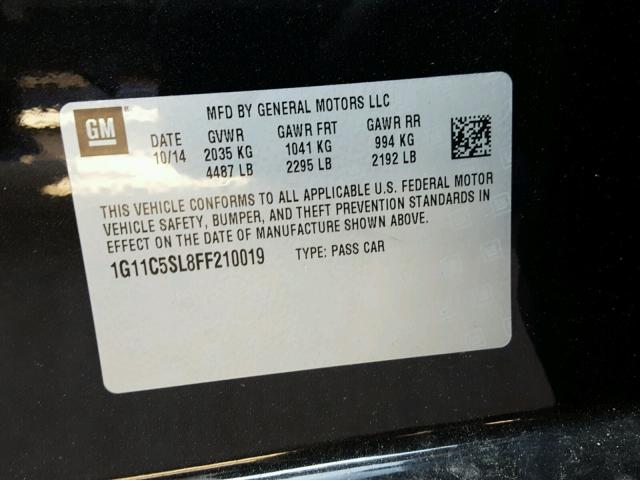 MFD BY GENERAL MOTORS LLC
GM
DATE GVWR GAWR FRT GAWR RR
10/14 2035 KG 1041 KG 994 KG
4487 LB 2295 LB 2192 LB
THIS VEHICLE CONFORMS TO ALL APPLICABLE U.S. FEDERAL MOTOR
VEHICLE SAFETY, BUMPER, AND THEFT PREVENTION STANDARDS IN
EFFECT ON THE DATE OF MANUFACTURE SHOWN ABOVE.
1G11C5SL8FF210019 TYPE: PASS CAR